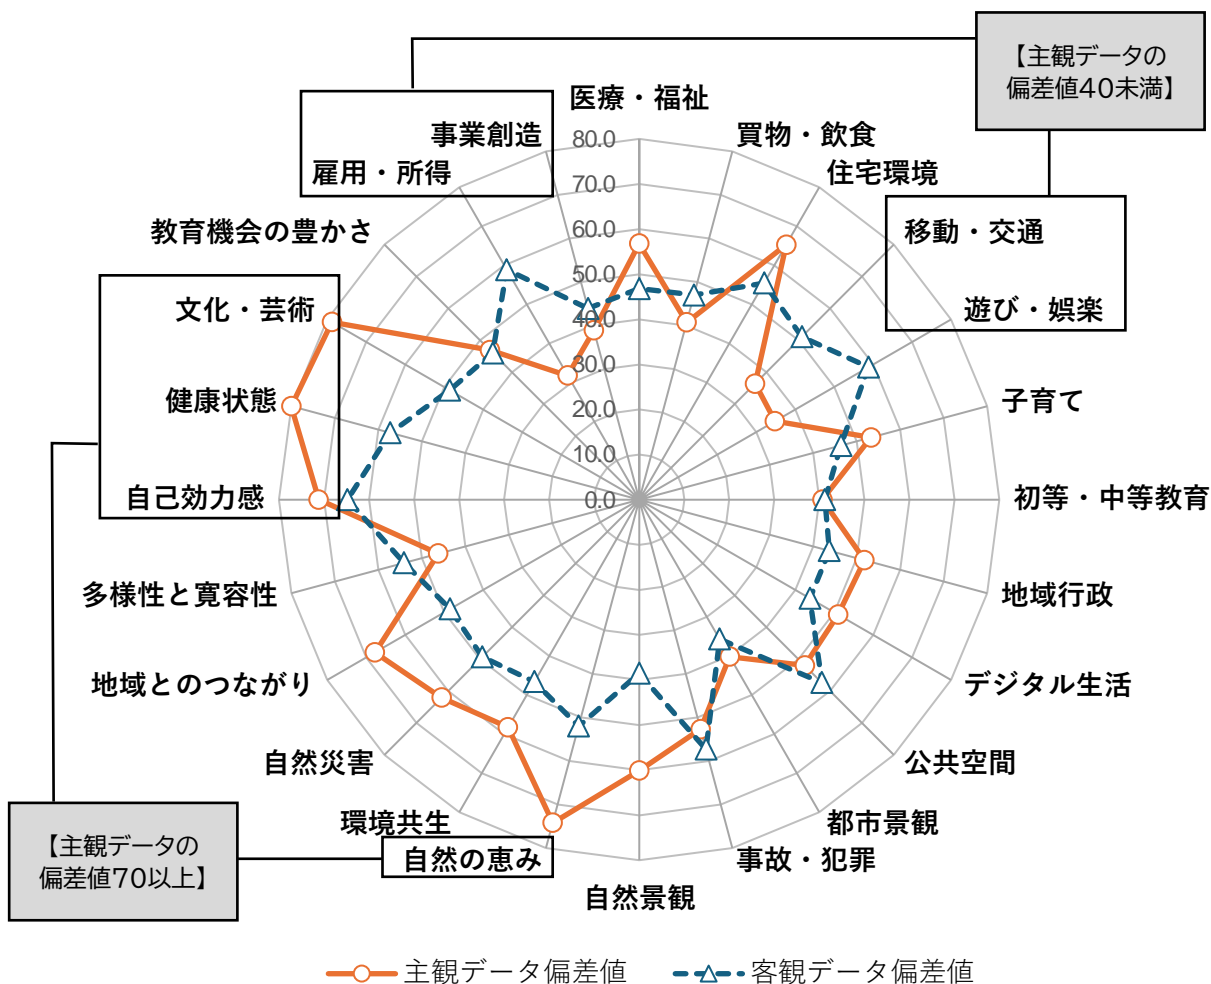 【主観データの
偏差値40未満】
医療・福祉
事業創造
買物・飲食
雇用・所得
住宅環境
教育機会の豊かさ
移動・交通
文化・芸術
遊び・娯楽
健康状態
子育て
自己効力感
初等・中等教育
多様性と寛容性
地域行政
地域とのつながり
デジタル生活
自然災害
公共空間
環境共生
都市景観
自然の恵み
事故・犯罪
自然景観
80.0
70.0
60.0
50.0
40.0
30.0
20.0
10.0
0.0
【主観データの
偏差値70以上】
主観データ偏差値
客観データ偏差値